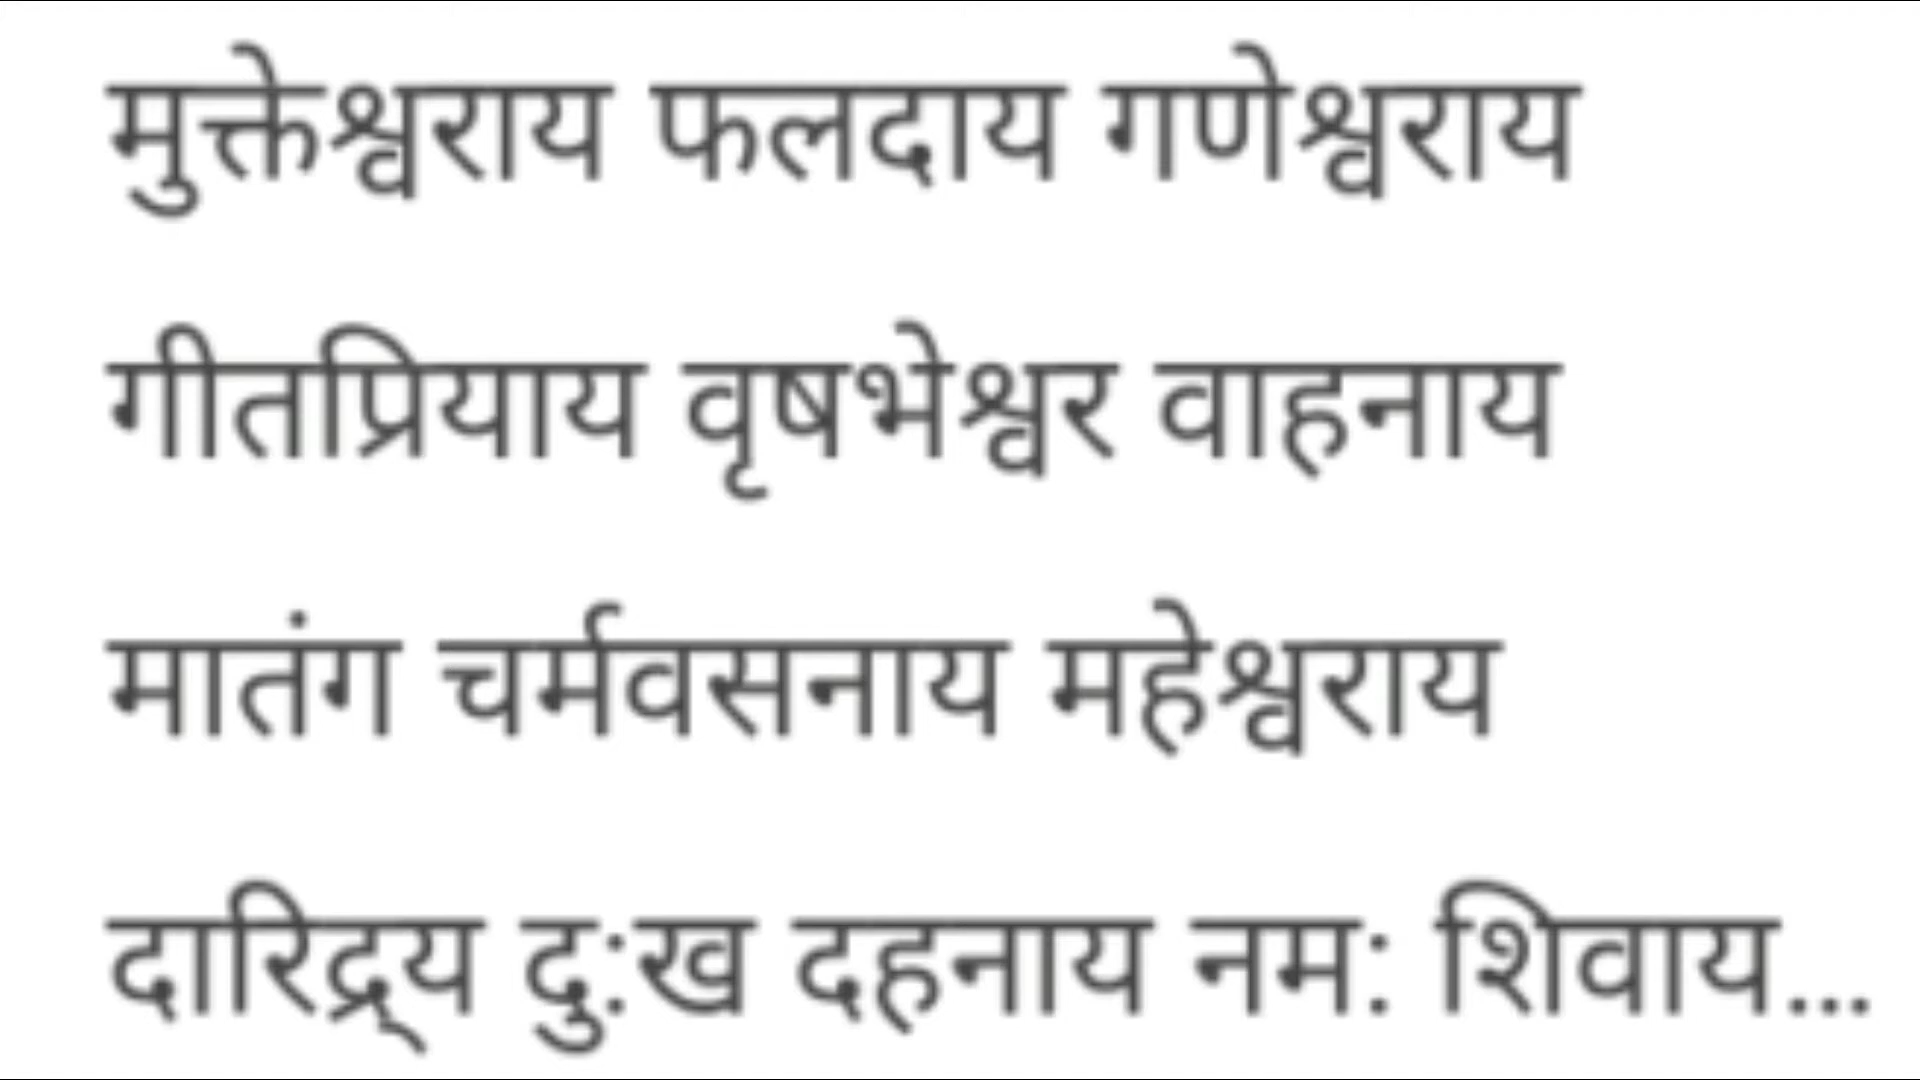 मुक्तेश्वराय फलदाय गणेश्वराय
गीतप्रियाय वृषभेश्वर वाहनाय
मातंग चर्मवसनाय महेश्वराय
दारिद्र्य दु:ख दहनाय नम: शिवाय...